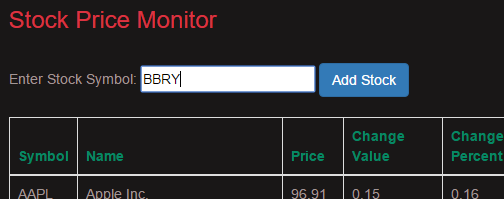 Stock Price Monitor
Enter Stock Symbol: BBRY Add Stock
Symbol Name Price Change Value Change Percent
AAPL Apple Inc. 96.91 0.15 0.16